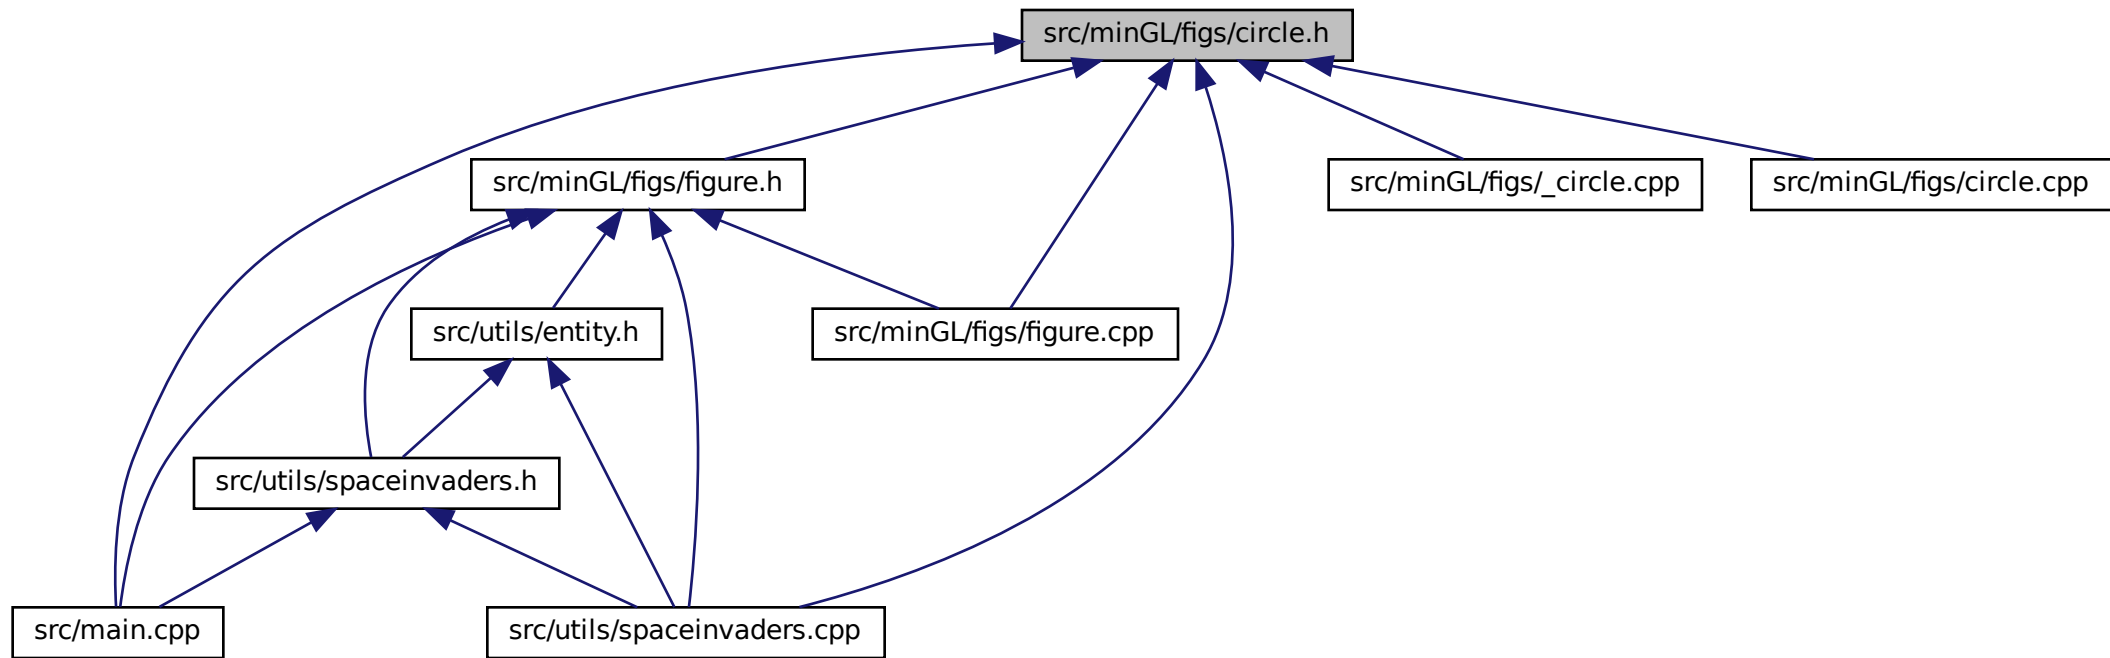 src/minGL/figs/circle.h
src/minGL/figs/figure.h
src/minGL/figs/_circle.cpp
src/minGL/figs/circle.cpp
src/utils/entity.h
src/minGL/figs/figure.cpp
src/utils/spaceinvaders.h
src/main.cpp
src/utils/spaceinvaders.cpp